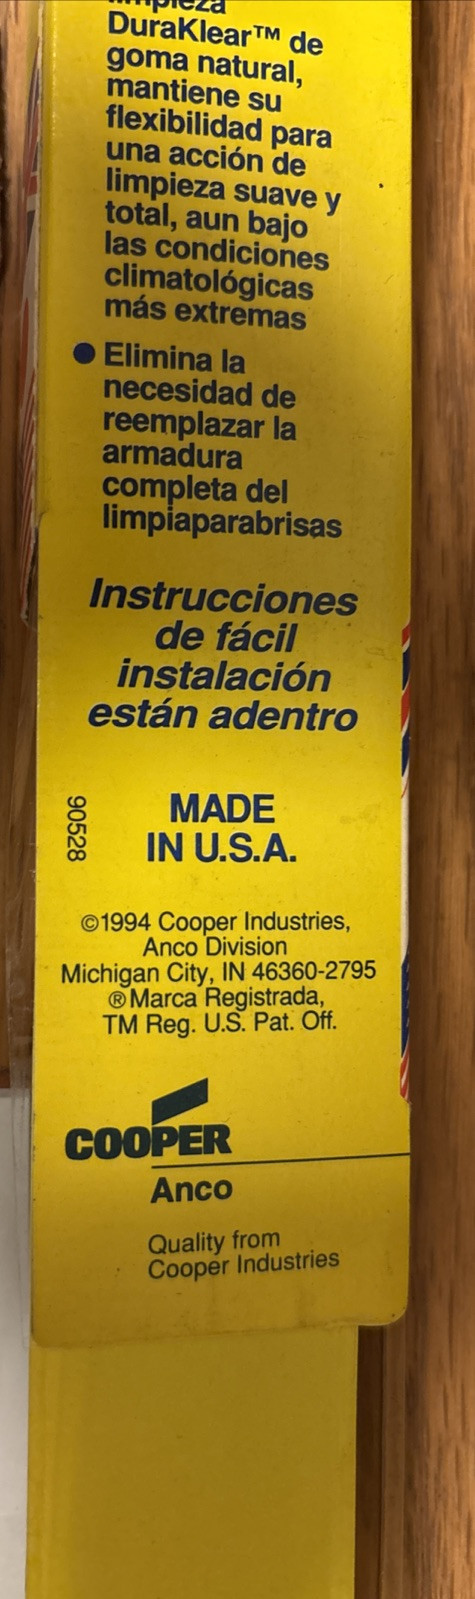 limpieza
DuraKlear™ de
goma natural,
mantiene su
flexibilidad para
una acción de
limpieza suave y
total, aun bajo
las condiciones
climatológicas
más extremas
● Elimina la
necesidad de
reemplazar la
armadura
completa del
limpiaparabrisas
Instrucciones
de fácil
instalación
están adentro
90528
MADE
IN U.S.A.
©1994 Cooper Industries,
Anco Division
Michigan City, IN 46360-2795
®Marca Registrada,
TM Reg. U.S. Pat. Off.
COOPER
Anco
Quality from
Cooper Industries